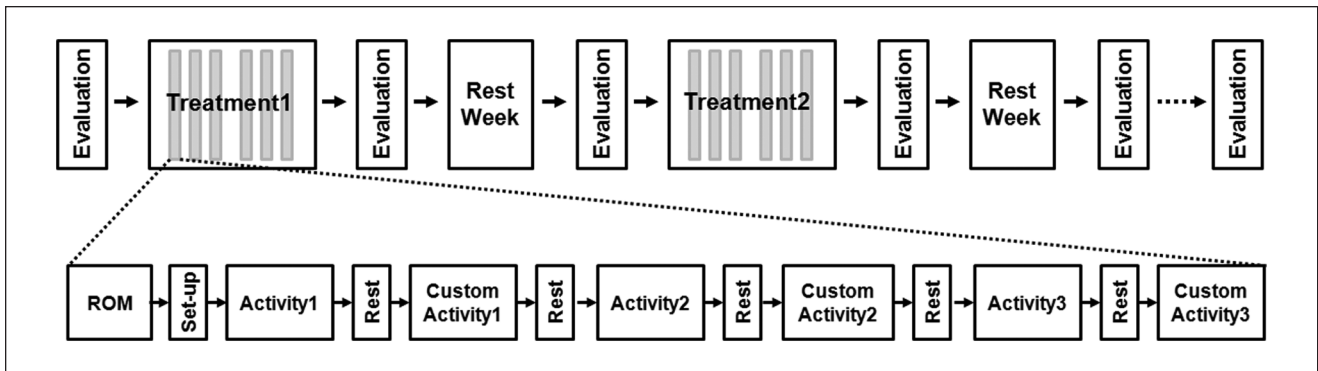 Evaluation
Treatment1
Evaluation
Rest
Week
Evaluation
Treatment2
Evaluation
Rest
Week
Evaluation
Evaluation
ROM
Set-up
Activity1
Rest
Custom
Activity1
Rest
Activity2
Rest
Custom
Activity2
Rest
Activity3
Rest
Custom
Activity3